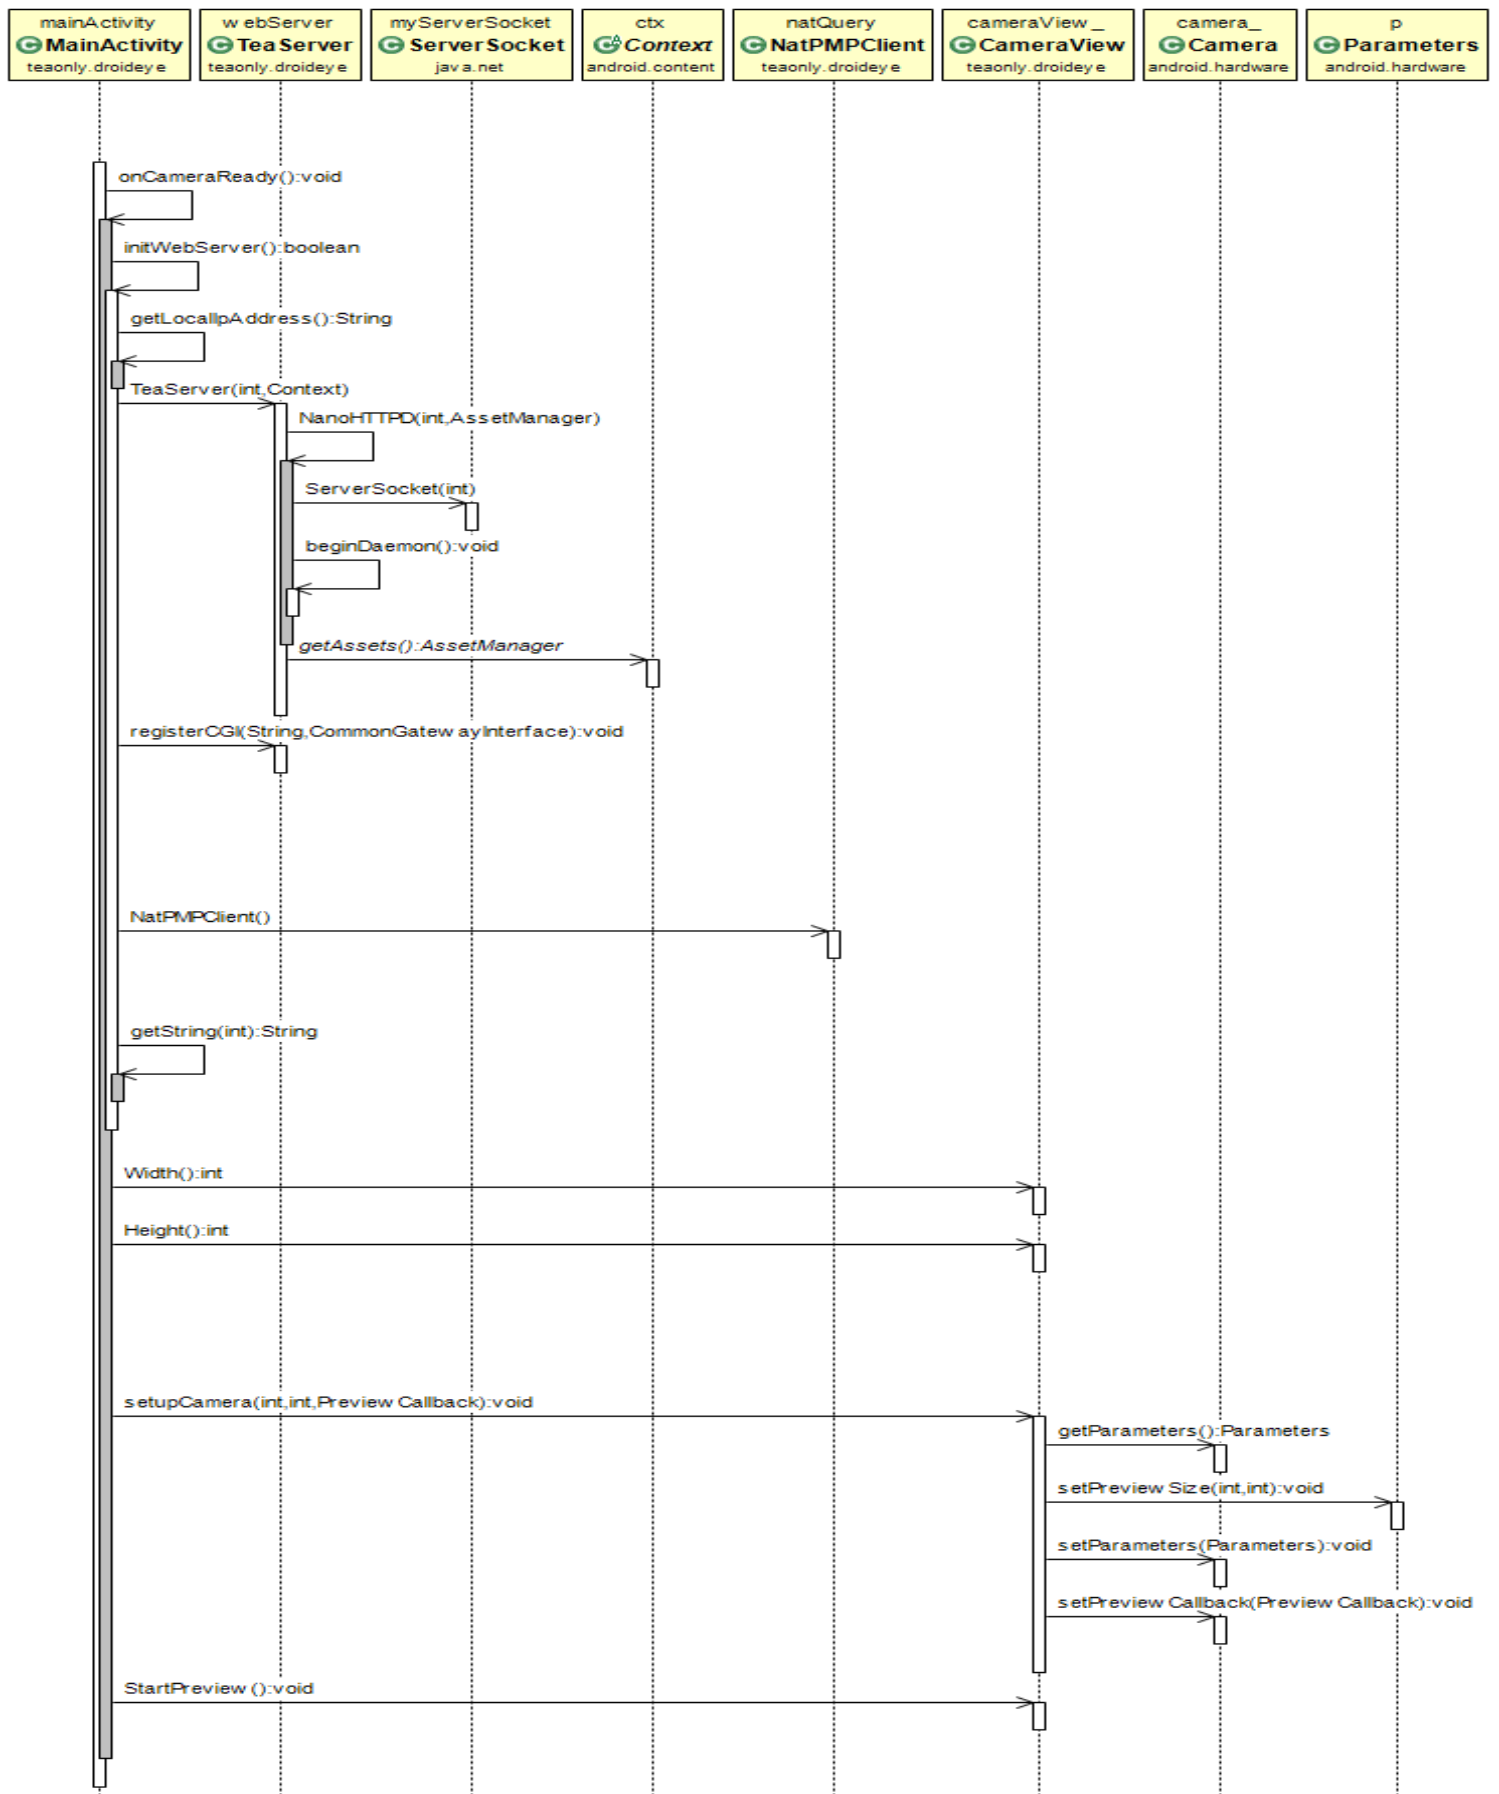 mainActivity
MainActivity
teaonly.droideye
webServer
TeaServer
teaonly.droideye
myServerSocket
ServerSocket
java.net
ctx
Context
android.content
natQuery
NatPMPClient
teaonly.droideye
cameraView_
CameraView
teaonly.droideye
camera_
Camera
android.hardware
p
Parameters
android.hardware
onCameraReady():void
initWebServer():boolean
getLocalIpAddress():String
TeaServer(int,Context)
NanoHTTPD(int,AssetManager)
ServerSocket(int)
beginDaemon():void
getAssets():AssetManager
registerCGI(String,CommonGatewayInterface):void
NatPMPClient()
getString(int):String
Width():int
Height():int
setupCamera(int,int,PreviewCallback):void
getParameters():Parameters
setPreviewSize(int,int):void
setParameters(Parameters):void
setPreviewCallback(PreviewCallback):void
StartPreview():void